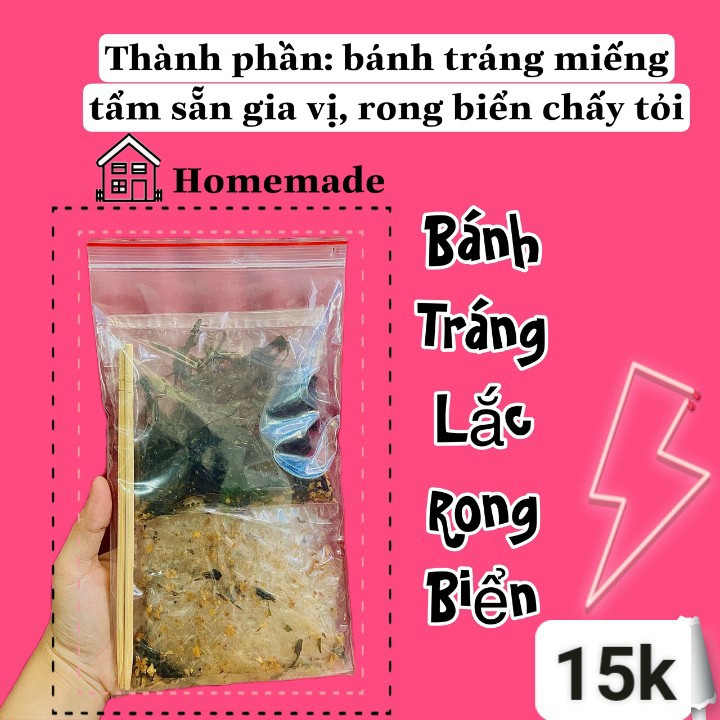 Thành phần: bánh tráng miếng
tẩm sẵn gia vị, rong biển chấy tỏi
Homemade
Bánh
Tráng
Lắc
Rong
Biển
15k